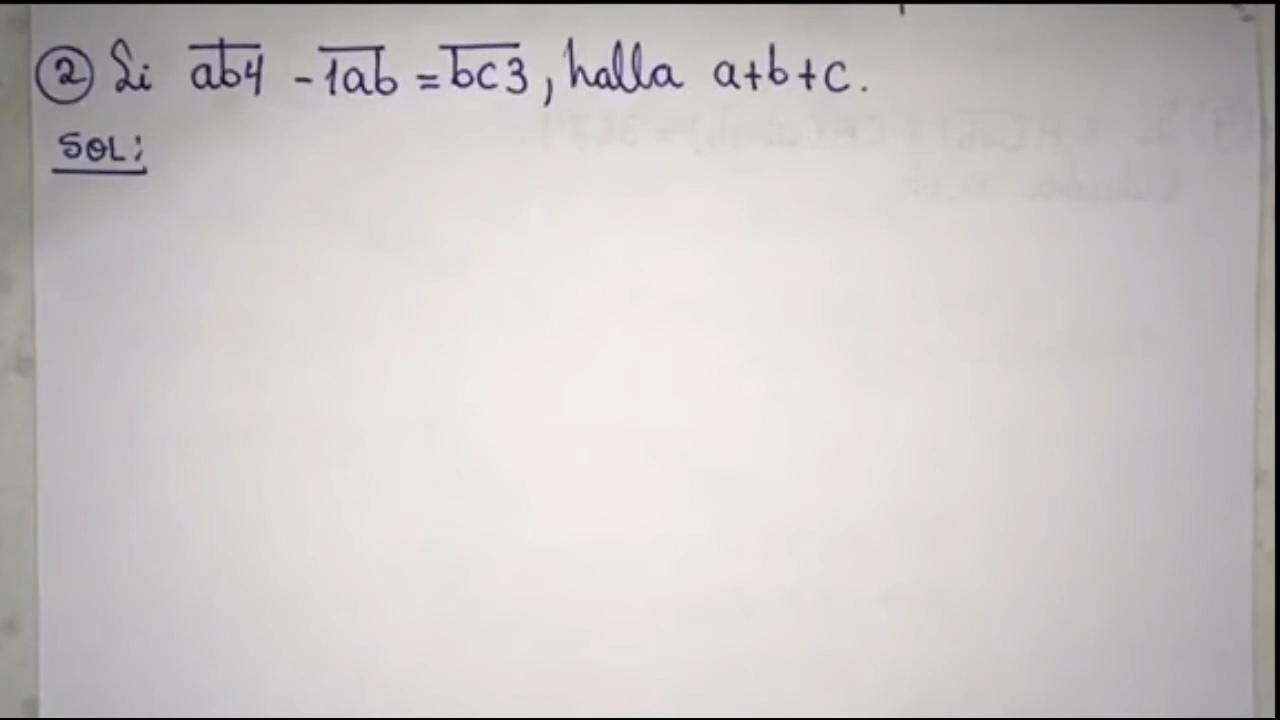 ② Si ab4 - 1ab = bc3, halla a+b+c.
SOL: